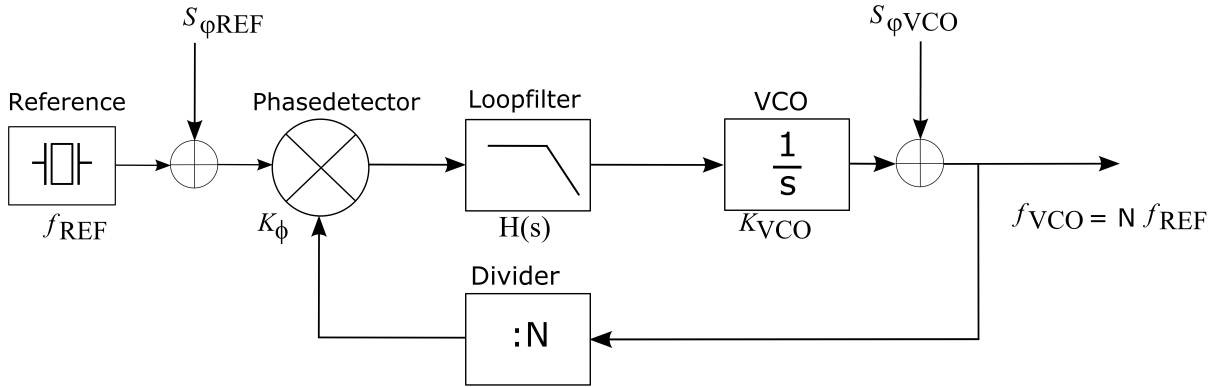 SφREF
SφVCO
Reference
Phasedetector
Loopfilter
VCO
1
s
fREF
Kϕ
H(s)
KVCO
fVCO = N fREF
Divider
:N